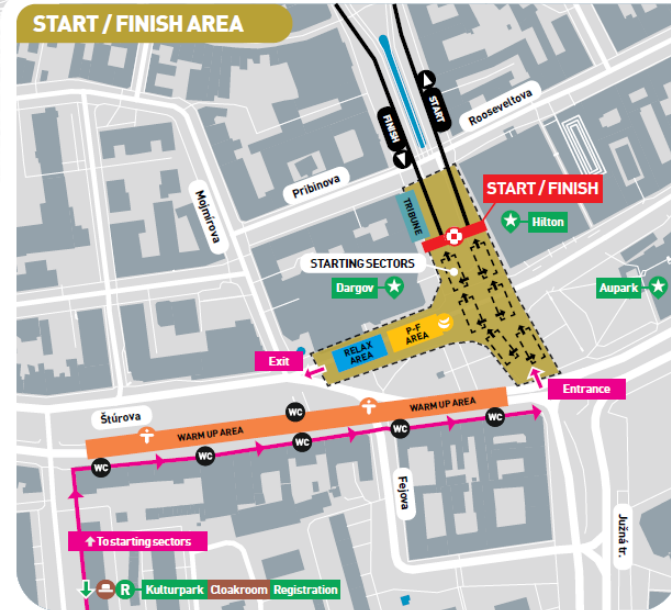 START / FINISH AREA
START
FINISH
Rooseveltova
Pribinova
Mojmírova
TRIBUNE
START / FINISH
Hilton
STARTING SECTORS
Dargov
Aupark
P-F
AREA
RELAX
AREA
Exit
Entrance
Štúrova
WC
WARM UP AREA
WARM UP AREA
WC
WC
WC
WC
WC
Fejova
Južná tr.
To starting sectors
R
Kulturpark Cloakroom Registration